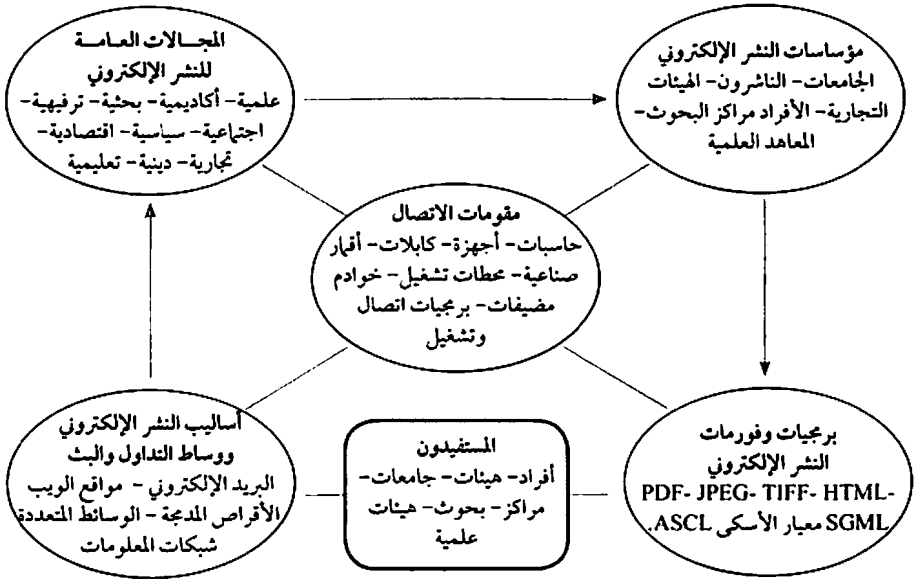 مؤساسات النشر الإلكتروني
الجامعات- الناشرون- الهيئات
التجارية- الأفراد مراكز البحوث-
المعاهد العلمية
المجـــالات العـامـــة
للنشر الإلكتروني
علمية- أكاديمية- بحثية- ترفيهية-
اجتماعية- سياسية- اقتصادية-
تجارية- دينية- تعليمية
مقومات الاتصال
حاسبات- أجهزة- كابلات- أقمار
صناعية- محطات تشغيل- خوادم
مضيفات- برمجيات اتصال
وتشغيل
برمجيات وفورمات
النشر الإلكتروني
PDF- JPEG- TIFF- HTML-
SGML معيار الأسكى ASCL.
المستفيدون
أفراد- هيئات- جامعات-
مراكز- بحوث- هيئات
علمية
أساليب النشر الإلكتروني
ووساط التداول والبث
البريد الإلكتروني - مواقع الويب
الأقراص المدمجة- الوسائط المتعددة
شبكات المعلومات